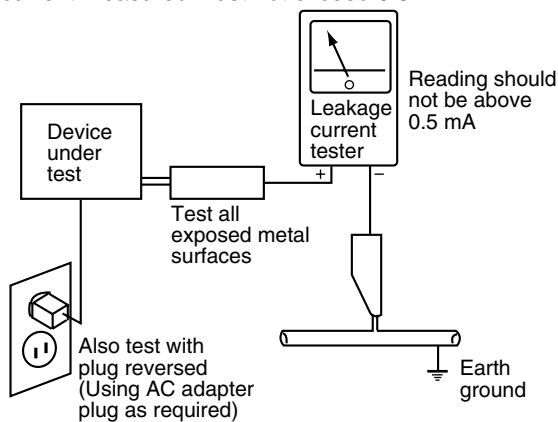 Leakage
current
tester
+
–
Reading should
not be above
0.5 mA
Device
under
test
Test all
exposed metal
surfaces
Also test with
plug reversed
(Using AC adapter
plug as required)
Earth
ground